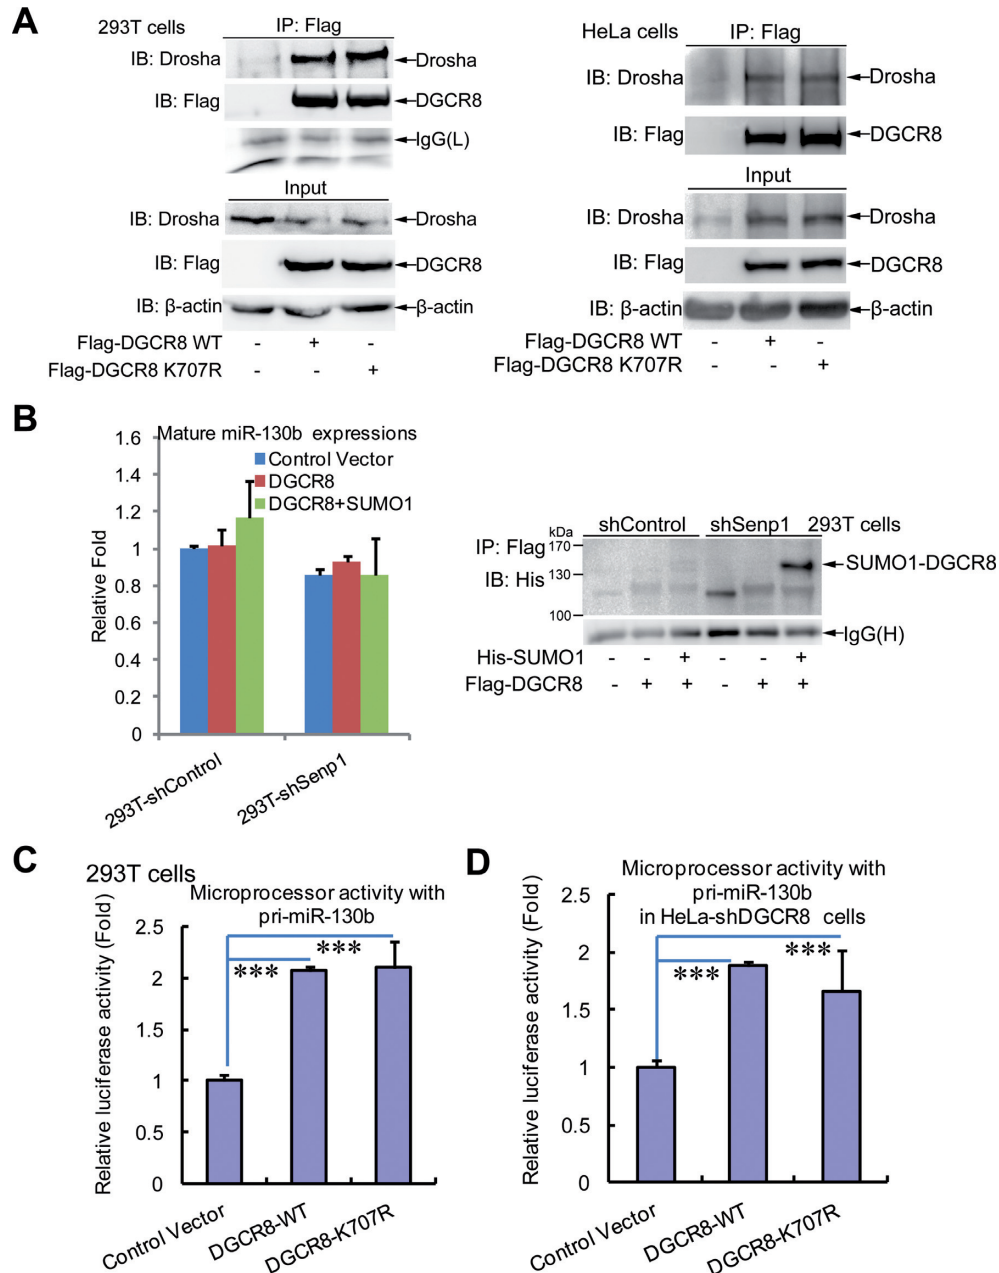 A
293T cells
IP: Flag
IB: Drosha
Drosha
IB: Flag
DGCR8
IgG(L)
Input
IB: Drosha
Drosha
IB: Flag
DGCR8
IB: β-actin
β-actin
Flag-DGCR8 WT - + -
Flag-DGCR8 K707R - - +
HeLa cells
IP: Flag
IB: Drosha
Drosha
IB: Flag
DGCR8
Input
IB: Drosha
Drosha
IB: Flag
DGCR8
IB: β-actin
β-actin
Flag-DGCR8 WT - + -
Flag-DGCR8 K707R - - +
B
Mature miR-130b expressions
Control Vector
DGCR8
DGCR8+SUMO1
Relative Fold
1.6
1.4
1.2
1
0.8
0.6
0.4
0.2
0
293T-shControl
293T-shSenp1
shControl shSenp1 293T cells
kDa
IP: Flag
IB: His
170
130
100
SUMO1-DGCR8
IgG(H)
His-SUMO1 - - + - - +
Flag-DGCR8 - + + - + +
C
293T cells
Microprocessor activity with
pri-miR-130b
Relative luciferase activity (Fold)
2.5
2
1.5
1
0.5
0
***
***
Control Vector
DGCR8-WT
DGCR8-K707R
D
Microprocessor activity with
pri-miR-130b
in HeLa-shDGCR8 cells
Relative luciferase activity (Fold)
2.5
2
1.5
1
0.5
0
***
***
Control Vector
DGCR8-WT
DGCR8-K707R